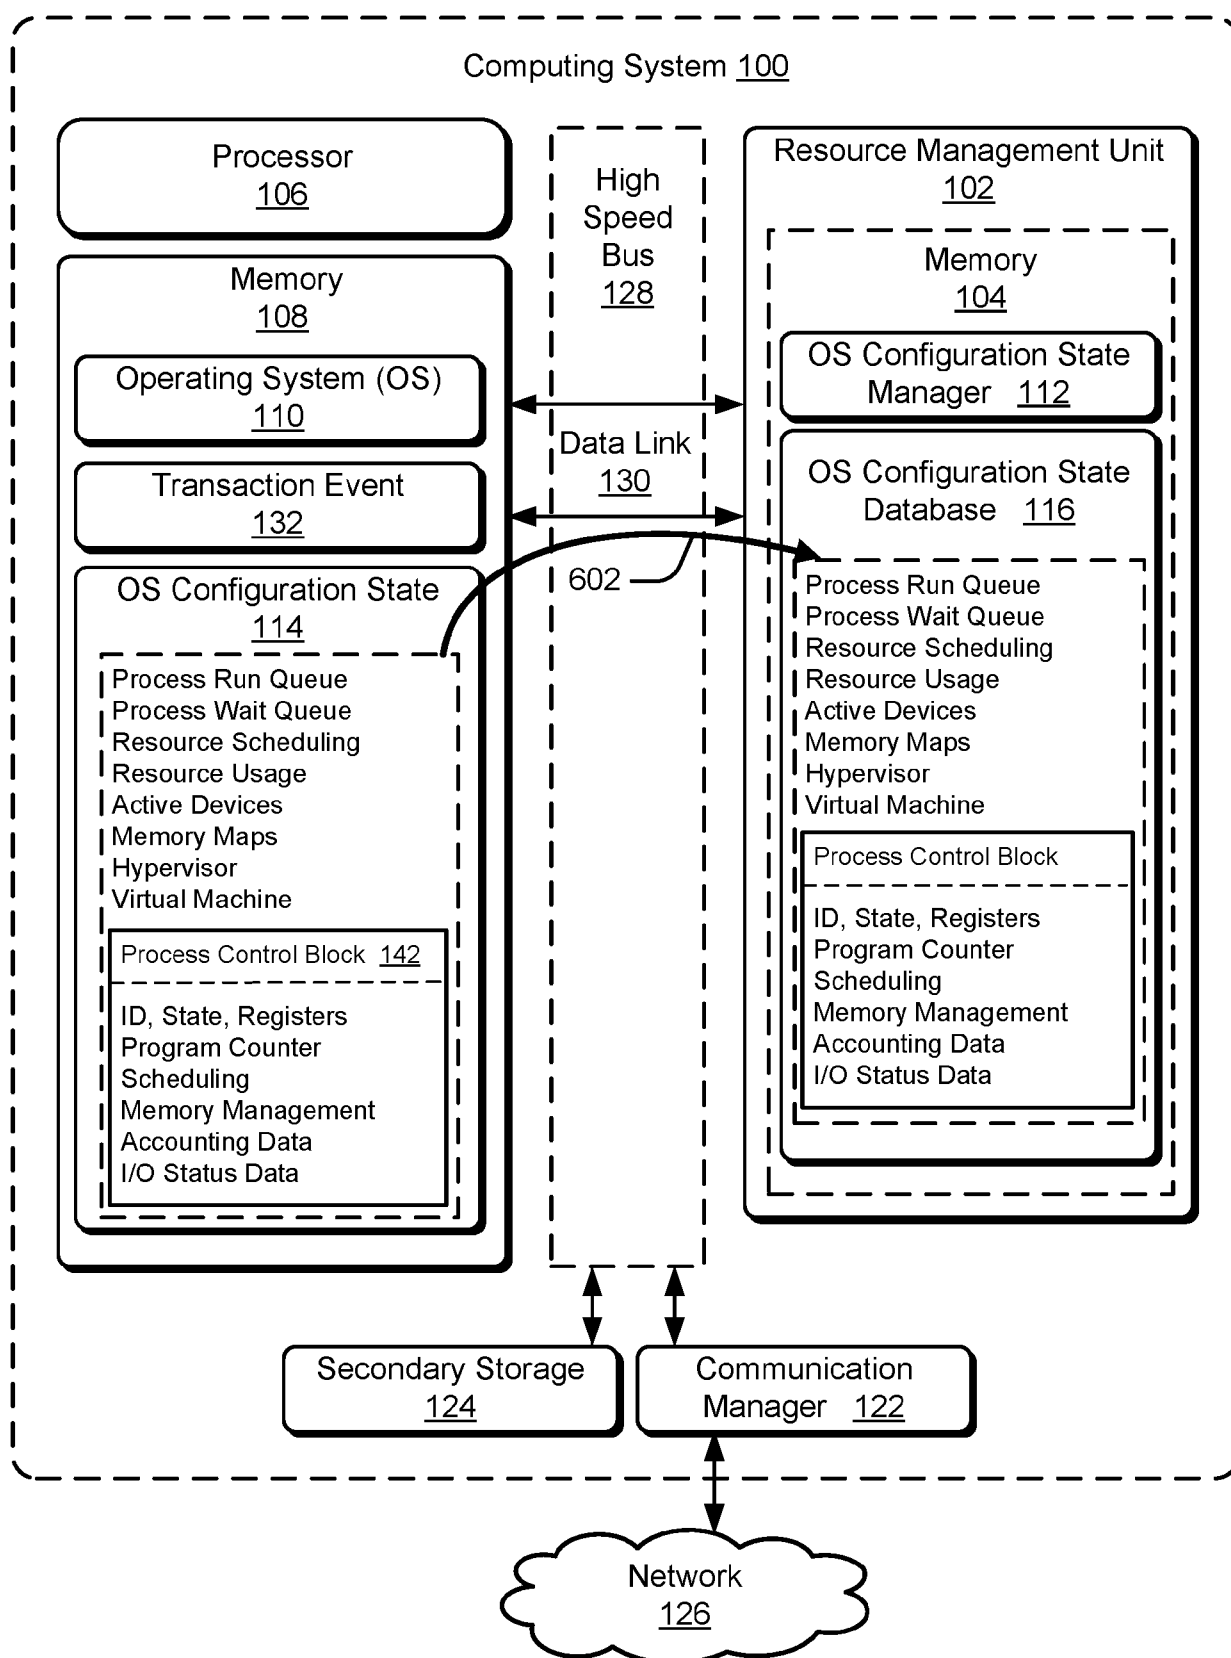 Computing System 100
Processor
106
Memory
108
Operating System (OS)
110
Transaction Event
132
OS Configuration State
114
Process Run Queue
Process Wait Queue
Resource Scheduling
Resource Usage
Active Devices
Memory Maps
Hypervisor
Virtual Machine
Process Control Block 142
ID, State, Registers
Program Counter
Scheduling
Memory Management
Accounting Data
I/O Status Data
High
Speed
Bus
128
Data Link
130
602
Resource Management Unit
102
Memory
104
OS Configuration State
Manager 112
OS Configuration State
Database 116
Process Run Queue
Process Wait Queue
Resource Scheduling
Resource Usage
Active Devices
Memory Maps
Hypervisor
Virtual Machine
Process Control Block
ID, State, Registers
Program Counter
Scheduling
Memory Management
Accounting Data
I/O Status Data
Secondary Storage
124
Communication
Manager 122
Network
126